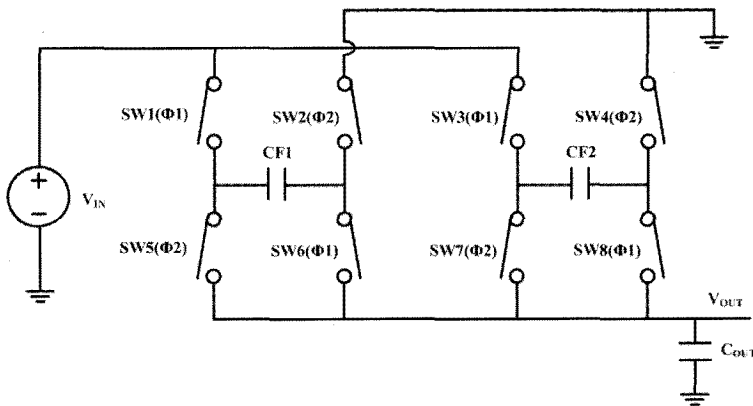 SW1(Φ1)
SW2(Φ2)
SW3(Φ1)
SW4(Φ2)
CF1
CF2
+
−
V_IN
SW5(Φ2)
SW6(Φ1)
SW7(Φ2)
SW8(Φ1)
V_OUT
C_OUT